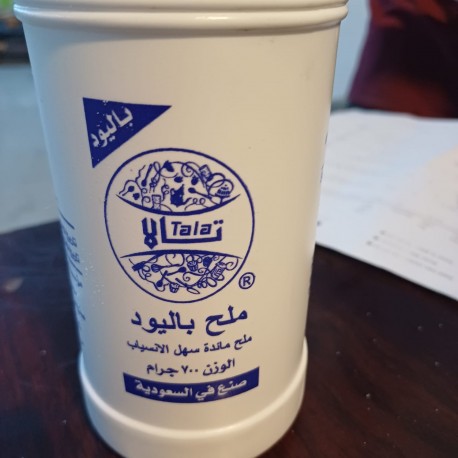 باليود
تالا Tala
®
ملح باليود
ملح مائدة سهل الانسياب
الوزن ٧٠٠ جرام
صنع في السعودية